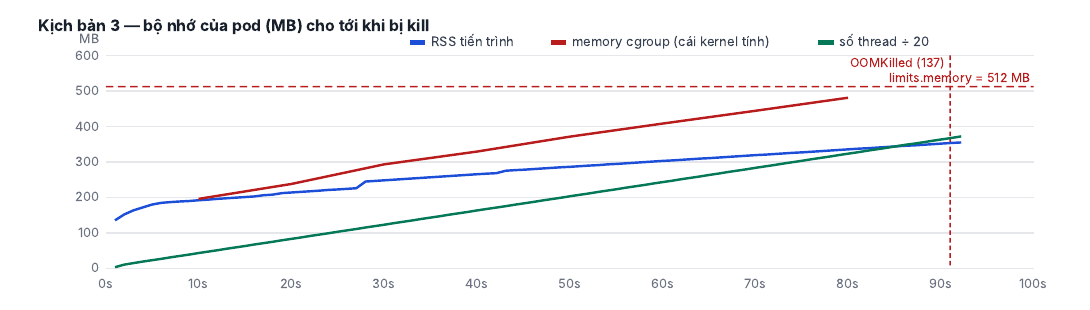 Kịch bản 3 — bộ nhớ của pod (MB) cho tới khi bị kill
MB
RSS tiến trình
memory cgroup (cái kernel tính)
số thread ÷ 20
600
OOMKilled (137)
limits.memory = 512 MB
500
400
300
200
100
0
0s 10s 20s 30s 40s 50s 60s 70s 80s 90s 100s